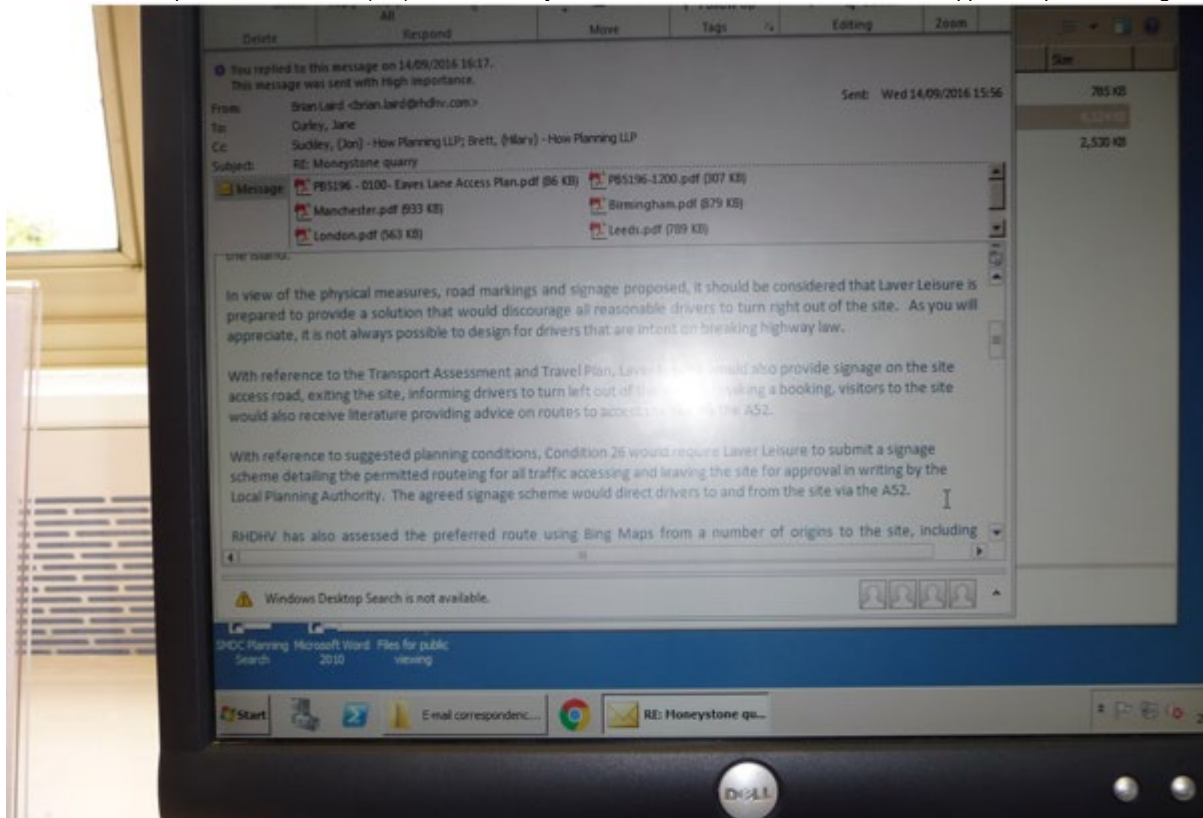 All
Delete Respond Move Tags Editing Zoom
You replied to this message on 14/09/2016 16:17.
This message was sent with High importance.
From: Brian Laird <brian.laird@rhdhv.com> Sent: Wed 14/09/2016 15:56
To: Curley, Jane
Cc: Suckley, (Jon) - How Planning LLP; Brett, (Hilary) - How Planning LLP
Subject: RE: Moneystone quarry
Message PB5196 - 0100- Eaves Lane Access Plan.pdf (86 KB) PB5196-1200.pdf (307 KB)
Manchester.pdf (933 KB) Birmingham.pdf (879 KB)
London.pdf (563 KB) Leeds.pdf (789 KB)
Size
785 KB
2,530 KB
the island.
In view of the physical measures, road markings and signage proposed, it should be considered that Laver Leisure is
prepared to provide a solution that would discourage all reasonable drivers to turn right out of the site. As you will
appreciate, it is not always possible to design for drivers that are intent on breaking highway law.
With reference to the Transport Assessment and Travel Plan, would also provide signage on the site
access road, exiting the site, informing drivers to turn left out of making a booking, visitors to the site
would also receive literature providing advice on routes to the A52.
With reference to suggested planning conditions, Condition 26 would require Laver Leisure to submit a signage
scheme detailing the permitted routeing for all traffic accessing and leaving the site for approval in writing by the
Local Planning Authority. The agreed signage scheme would direct drivers to and from the site via the A52.
RHDHV has also assessed the preferred route using Bing Maps from a number of origins to the site, including
Windows Desktop Search is not available.
SMDC Planning Search
Microsoft Word 2010
Files for public viewing
Start E-mail correspondenc... RE: Moneystone qu...
DELL